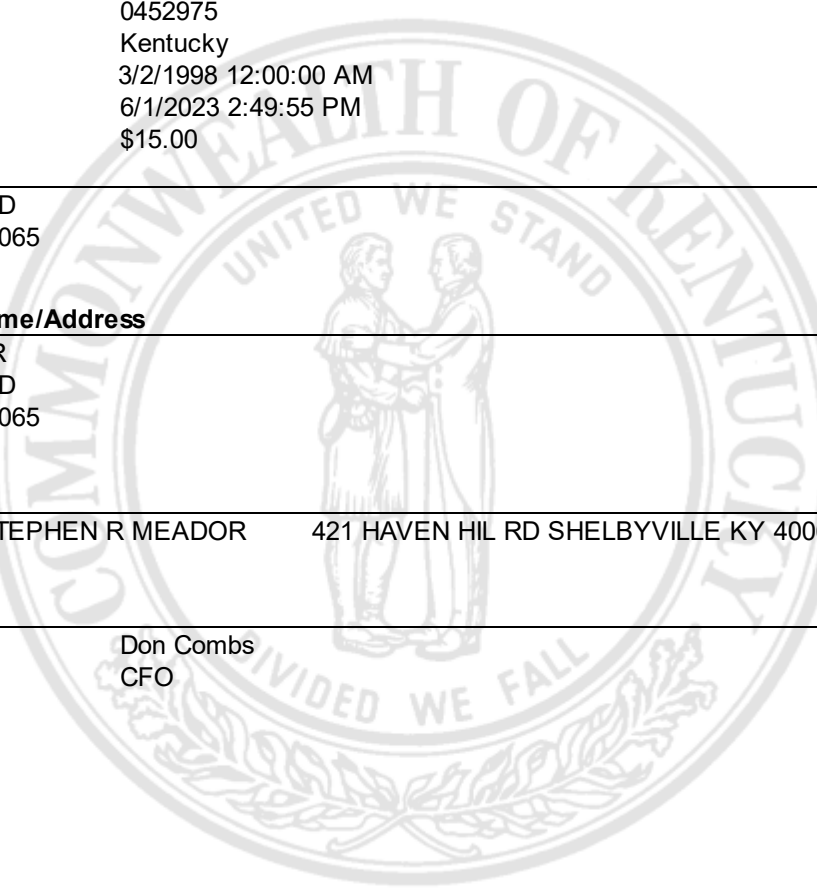 0452975
Kentucky
3/2/1998 12:00:00 AM
6/1/2023 2:49:55 PM
$15.00
D
065
me/Address
R
D
065
TEPHEN R MEADOR 421 HAVEN HIL RD SHELBYVILLE KY 400
Don Combs
CFO
COMMONWEALTH OF KENTUCKY
UNITED WE STAND
DIVIDED WE FALL